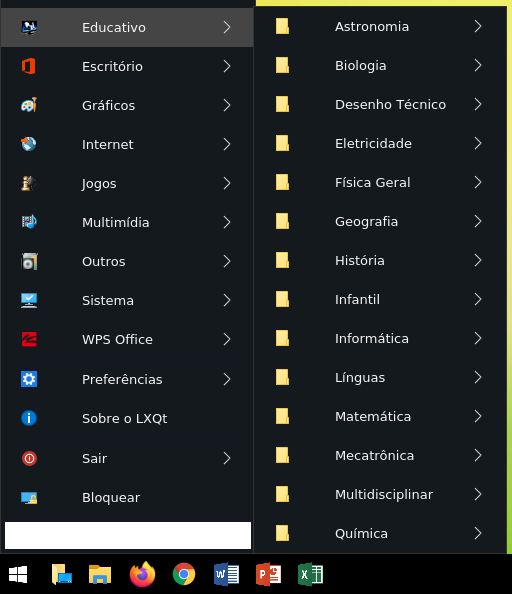 Educativo
Escritório
Gráficos
Internet
Jogos
Multimídia
Outros
Sistema
WPS Office
Preferências
Sobre o LXQt
Sair
Bloquear
Astronomia
Biologia
Desenho Técnico
Eletricidade
Física Geral
Geografia
História
Infantil
Informática
Línguas
Matemática
Mecatrônica
Multidisciplinar
Química